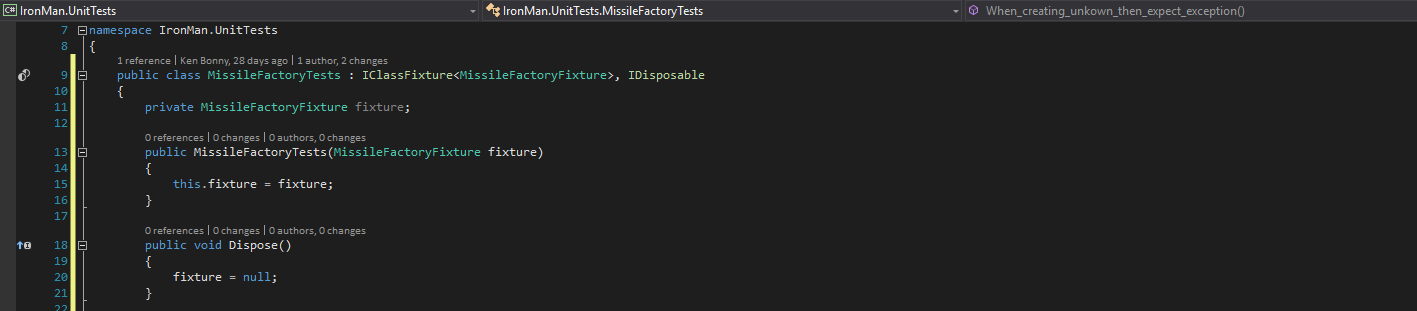 C# IronMan.UnitTests IronMan.UnitTests.MissileFactoryTests When_creating_unkown_then_expect_exception()
7 namespace IronMan.UnitTests
8 {
1 reference | Ken Bonny, 28 days ago | 1 author, 2 changes
9 public class MissileFactoryTests : IClassFixture<MissileFactoryFixture>, IDisposable
10 {
11 private MissileFactoryFixture fixture;
12
0 references | 0 changes | 0 authors, 0 changes
13 public MissileFactoryTests(MissileFactoryFixture fixture)
14 {
15 this.fixture = fixture;
16 }
17
0 references | 0 changes | 0 authors, 0 changes
18 public void Dispose()
19 {
20 fixture = null;
21 }
22